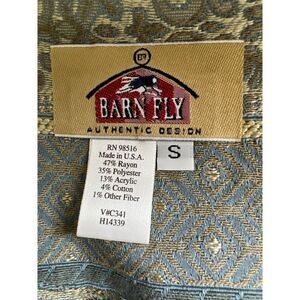 BARN FLY
AUTHENTIC DESIGN
RN 98516
Made in U.S.A.
47% Rayon
35% Polyester
13% Acrylic
4% Cotton
1% Other Fiber
V#C341
H14339
S